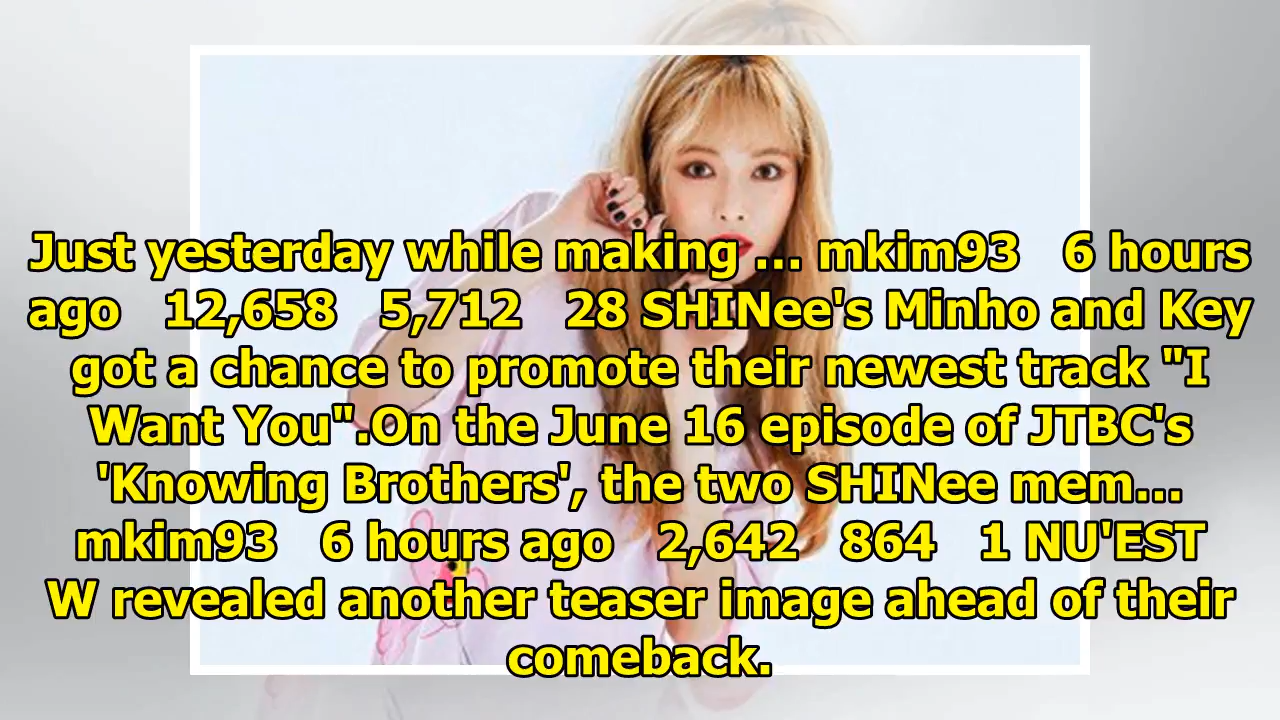 Just yesterday while making ... mkim93 6 hours
ago 12,658 5,712 28 SHINee's Minho and Key
got a chance to promote their newest track "I
Want You".On the June 16 episode of JTBC's
'Knowing Brothers', the two SHINee mem...
mkim93 6 hours ago 2,642 864 1 NU'EST
W revealed another teaser image ahead of their
comeback.